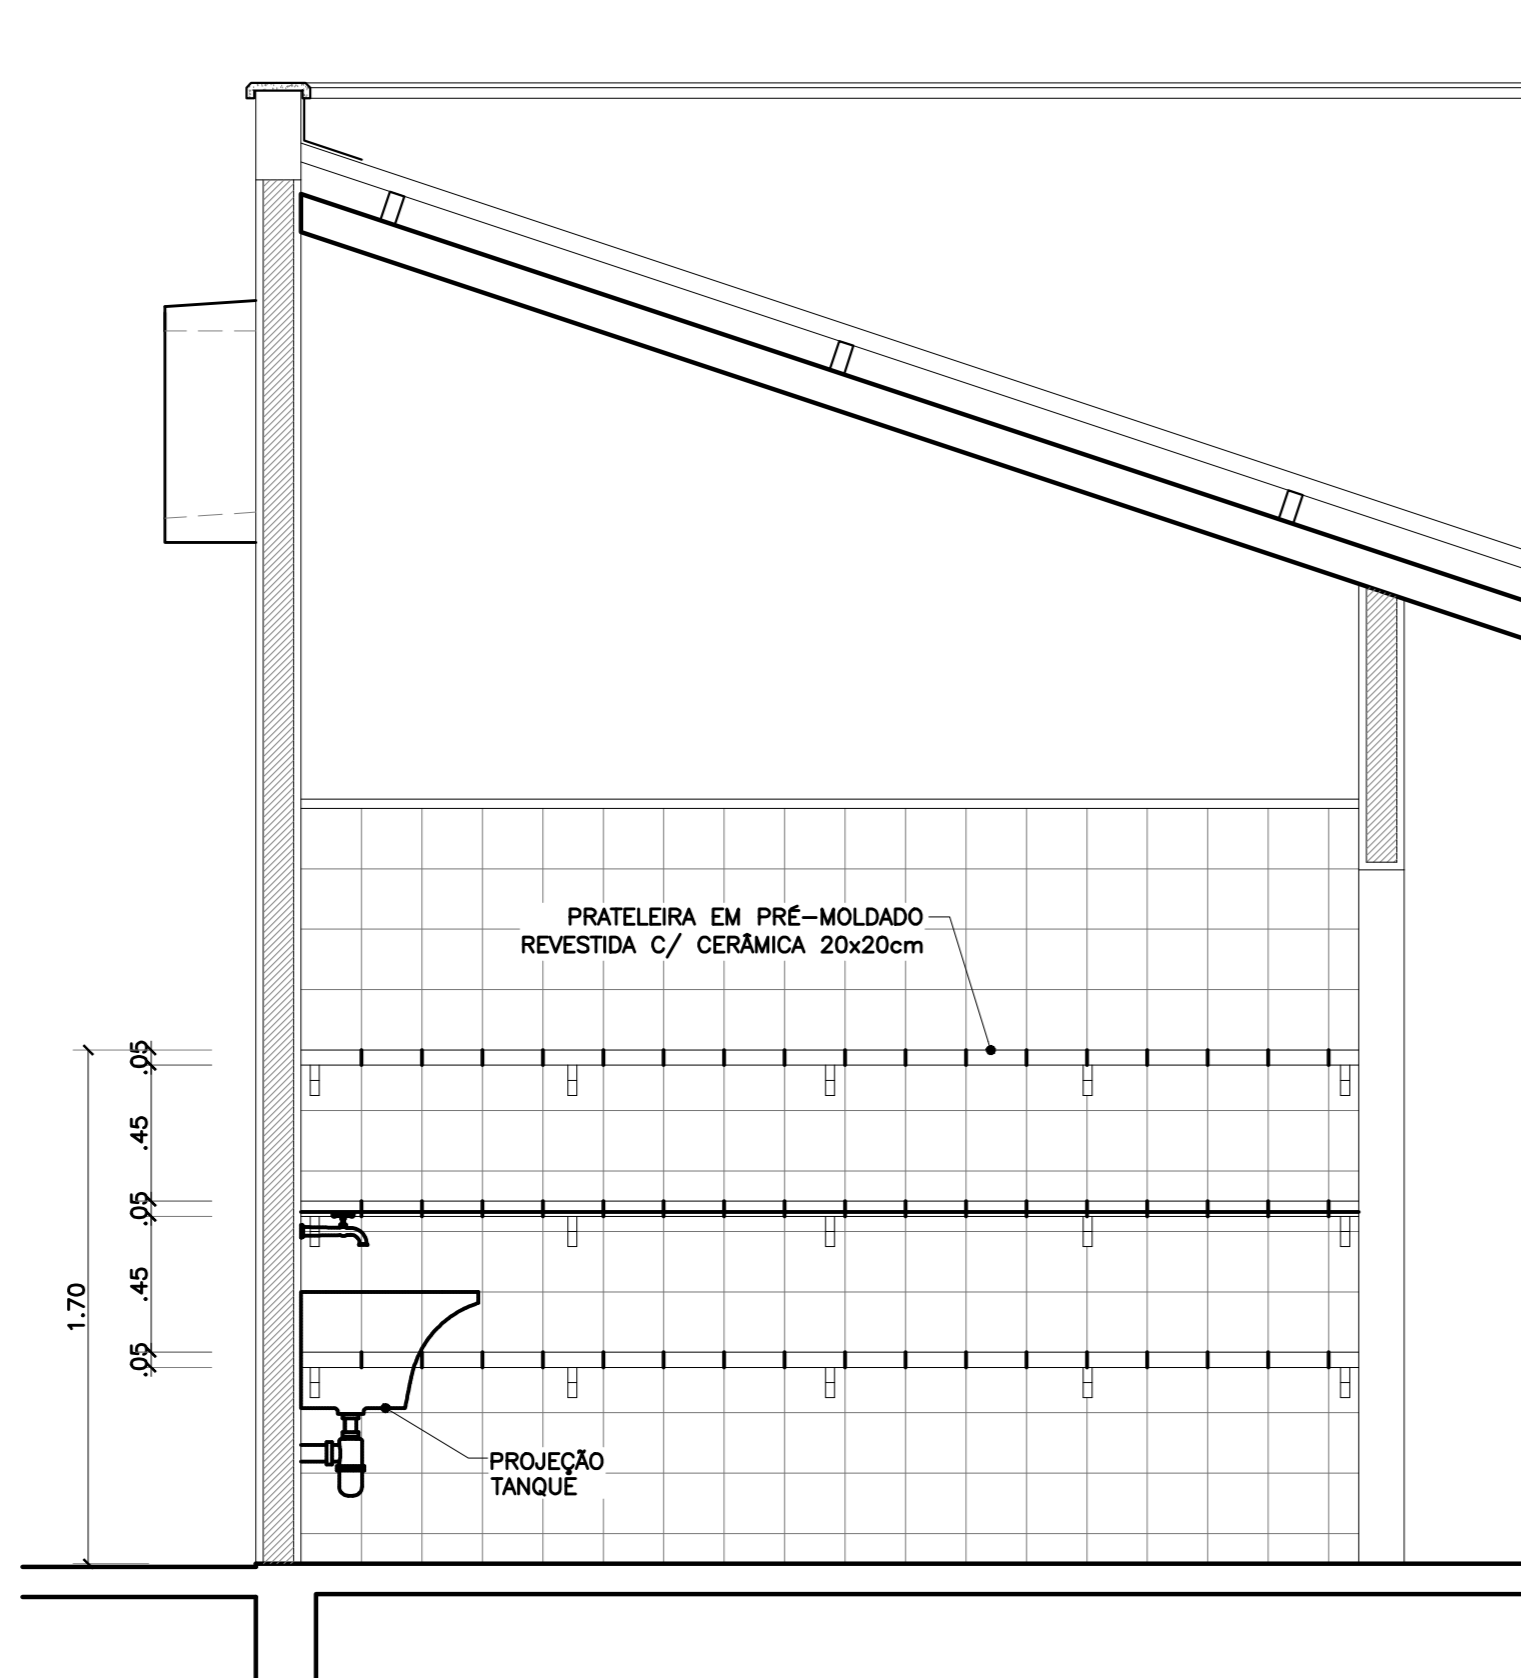 PRATELEIRA EM PRÉ-MOLDADO
REVESTIDA C/ CERÂMICA 20x20cm
.05
.45
.05
.45
.05
1.70
PROJEÇÃO
TANQUE